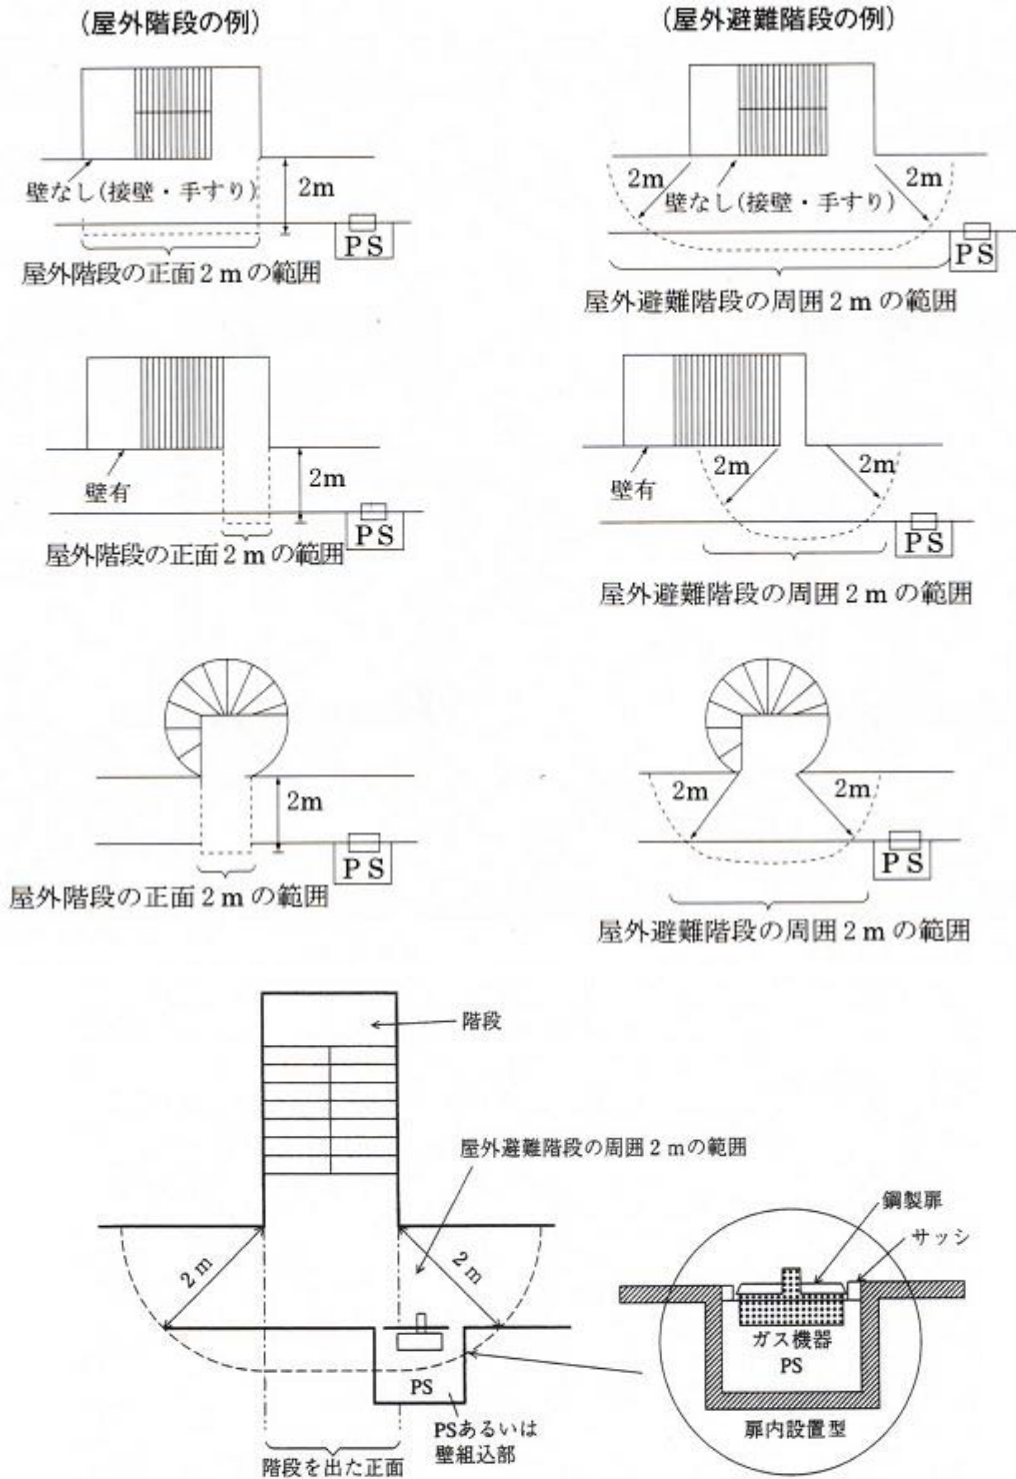 (屋外階段の例)
(屋外避難階段の例)
壁なし(接壁・手すり)
2m
PS
屋外階段の正面2mの範囲
2m
2m
壁なし(接壁・手すり)
PS
屋外避難階段の周囲2mの範囲
壁有
2m
PS
屋外階段の正面2mの範囲
壁有
2m
2m
PS
屋外避難階段の周囲2mの範囲
2m
PS
屋外階段の正面2mの範囲
2m
2m
PS
屋外避難階段の周囲2mの範囲
階段
屋外避難階段の周囲2mの範囲
2m
2m
PS
PSあるいは
壁組込部
階段を出た正面
鋼製扉
サッシ
ガス機器
PS
扉内設置型